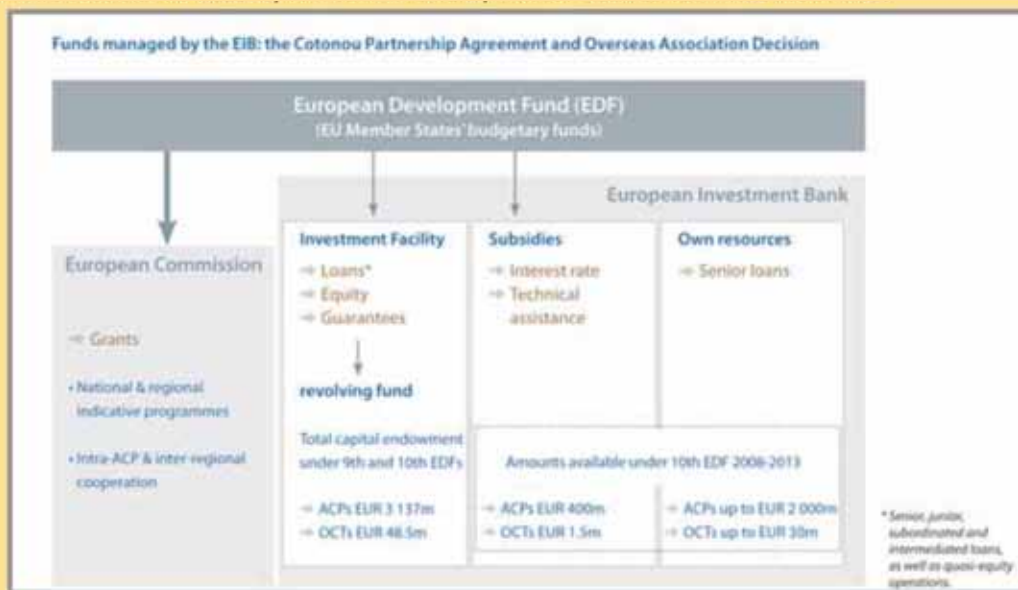 Funds managed by the EIB: the Cotonou Partnership Agreement and Overseas Association Decision
European Development Fund (EDF)
(EU Member States' budgetary funds)
European Investment Bank
European Commission
→ Grants
• National & regional
indicative programmes
• Intra-ACP & inter regional
cooperation
Investment Facility
→ Loans*
→ Equity
→ Guarantees
revolving fund
Total capital endowment
under 9th and 10th EDFs
→ ACPs EUR 3 137m
→ OCTs EUR 48.5m
Subsidies
→ Interest rate
→ Technical
assistance
Own resources
→ Senior loans
Amounts available under 10th EDF 2008-2013
→ ACPs EUR 400m
→ OCTs EUR 1.5m
→ ACPs up to EUR 2 000m
→ OCTs up to EUR 30m
* Senior, junior,
subordinated and
intermediated loans,
as well as quasi-equity
operations.